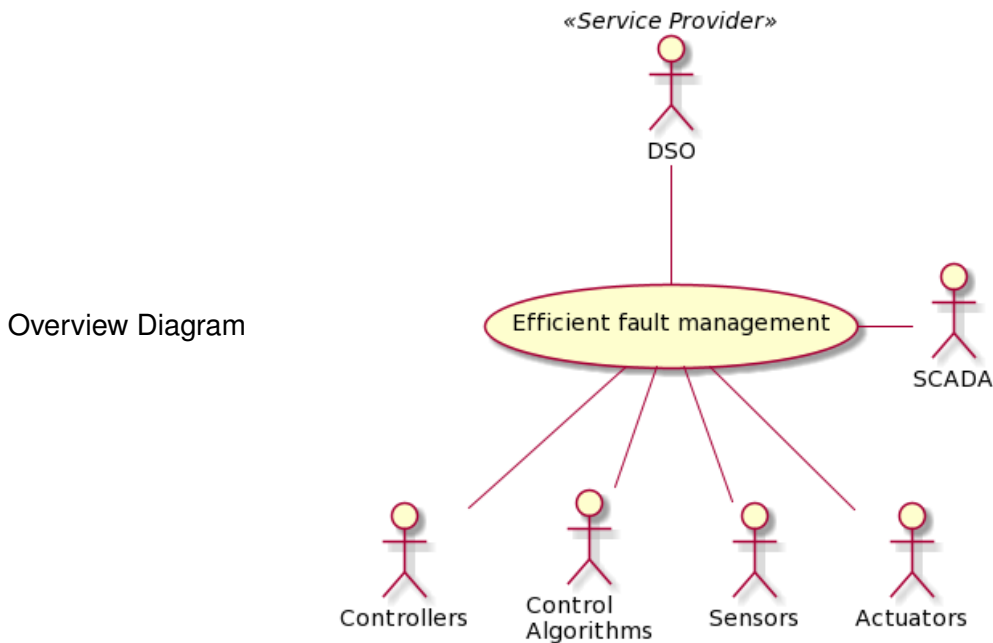 «Service Provider»
DSO
Overview Diagram
Efficient fault management
SCADA
Controllers
Control
Algorithms
Sensors
Actuators